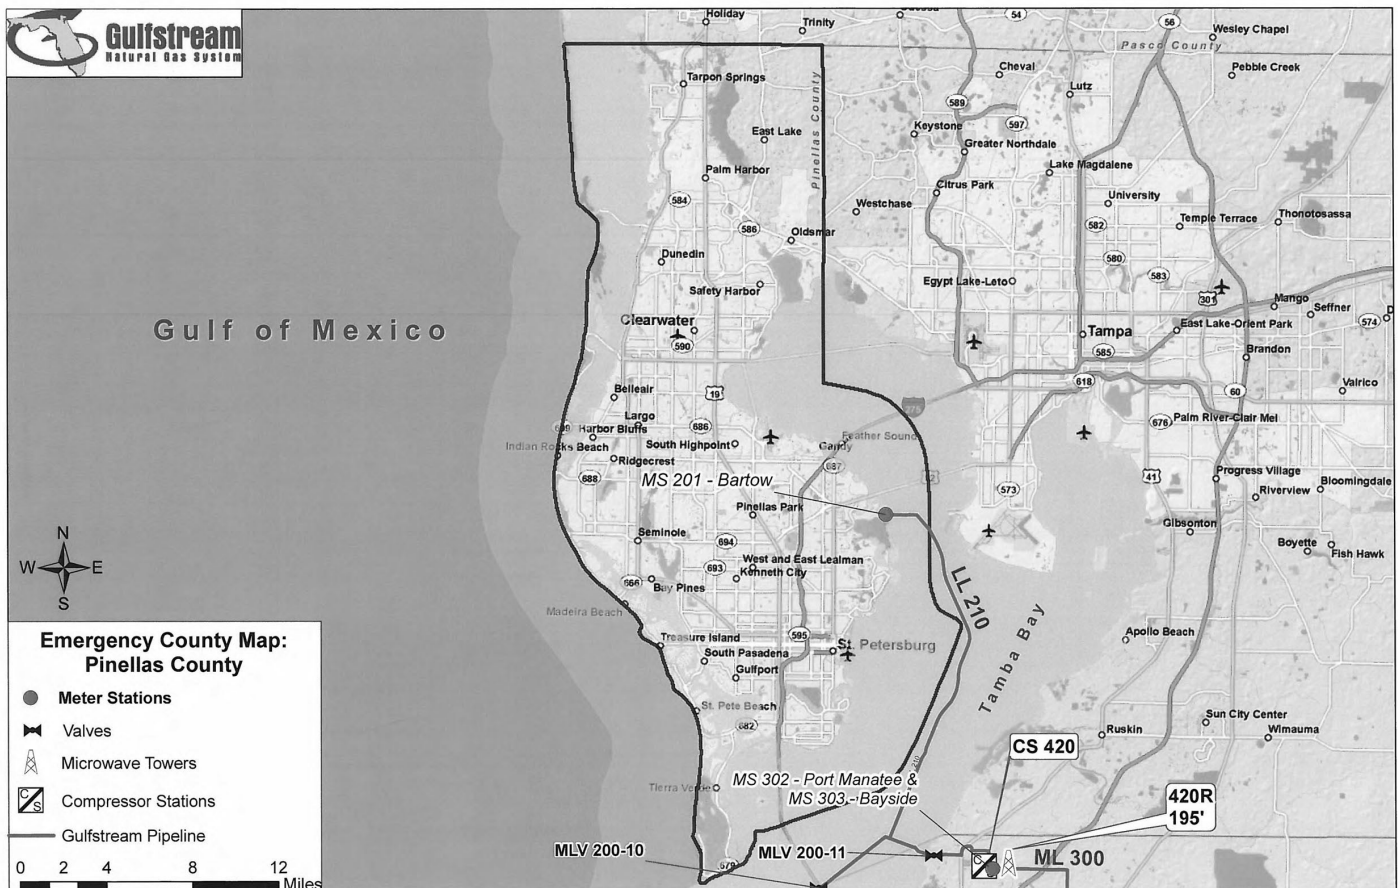 Gulfstream
Natural Gas System
Holiday
Trinity
54
56
Wesley Chapel
Pasco County
Tarpon Springs
Cheval
Pebble Creek
Lutz
589
597
Pinellas County
East Lake
Keystone
Greater Northdale
Palm Harbor
Lake Magdalene
Citrus Park
584
Westchase
University
586
Oldsmar
582
Temple Terrace
Thonotosassa
Dunedin
580
583
Safety Harbor
Egypt Lake-Leto
301
Mango
Seffner
Gulf of Mexico
Clearwater
590
Tampa
East Lake-Orient Park
574
585
Brandon
618
Belleair
19
60
Valrico
275
Largo
699
Harbor Bluffs
686
676
Palm River-Clair Mel
Indian Rocks Beach
South Highpoint
Gandy
Feather Sound
Ridgecrest
687
688
MS 201 - Bartow
92
573
41
Progress Village
Bloomingdale
Riverview
Pinellas Park
Gibsonton
Seminole
694
Boyette
Fish Hawk
N
W
E
S
West and East Lealman
693
Kenneth City
666
Bay Pines
LL 210
Madeira Beach
Tamba Bay
Treasure Island
595
St. Petersburg
Apollo Beach
South Pasadena
Gulfport
St. Pete Beach
682
Sun City Center
Ruskin
Wimauma
CS 420
Tierra Verde
MS 302 - Port Manatee &
MS 303 - Bayside
210
420R
195'
MLV 200-10
MLV 200-11
679
C
S
ML 300
Emergency County Map:
Pinellas County
Meter Stations
Valves
Microwave Towers
C
S
Compressor Stations
Gulfstream Pipeline
0 2 4 8 12
Miles